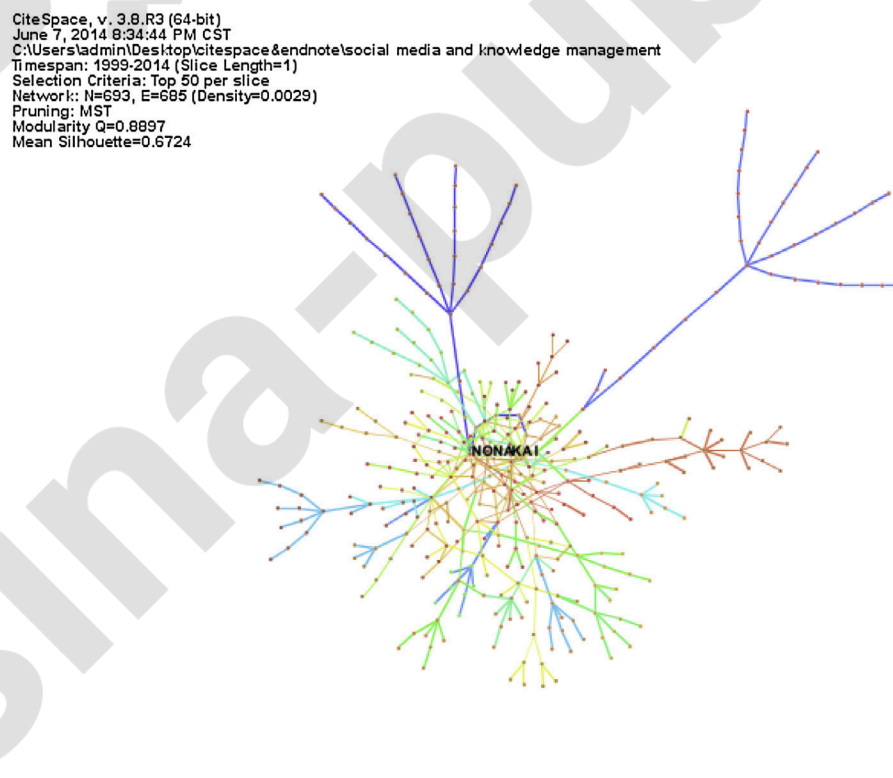 CiteSpace, v. 3.8.R3 (64-bit)
June 7, 2014 8:34:44 PM CST
C:\Users\admin\Desktop\citespace&endnote\social media and knowledge management
Timespan: 1999-2014 (Slice Length=1)
Selection Criteria: Top 50 per slice
Network: N=693, E=685 (Density=0.0029)
Pruning: MST
Modularity Q=0.8897
Mean Silhouette=0.6724
NONAKA I
sina-pub